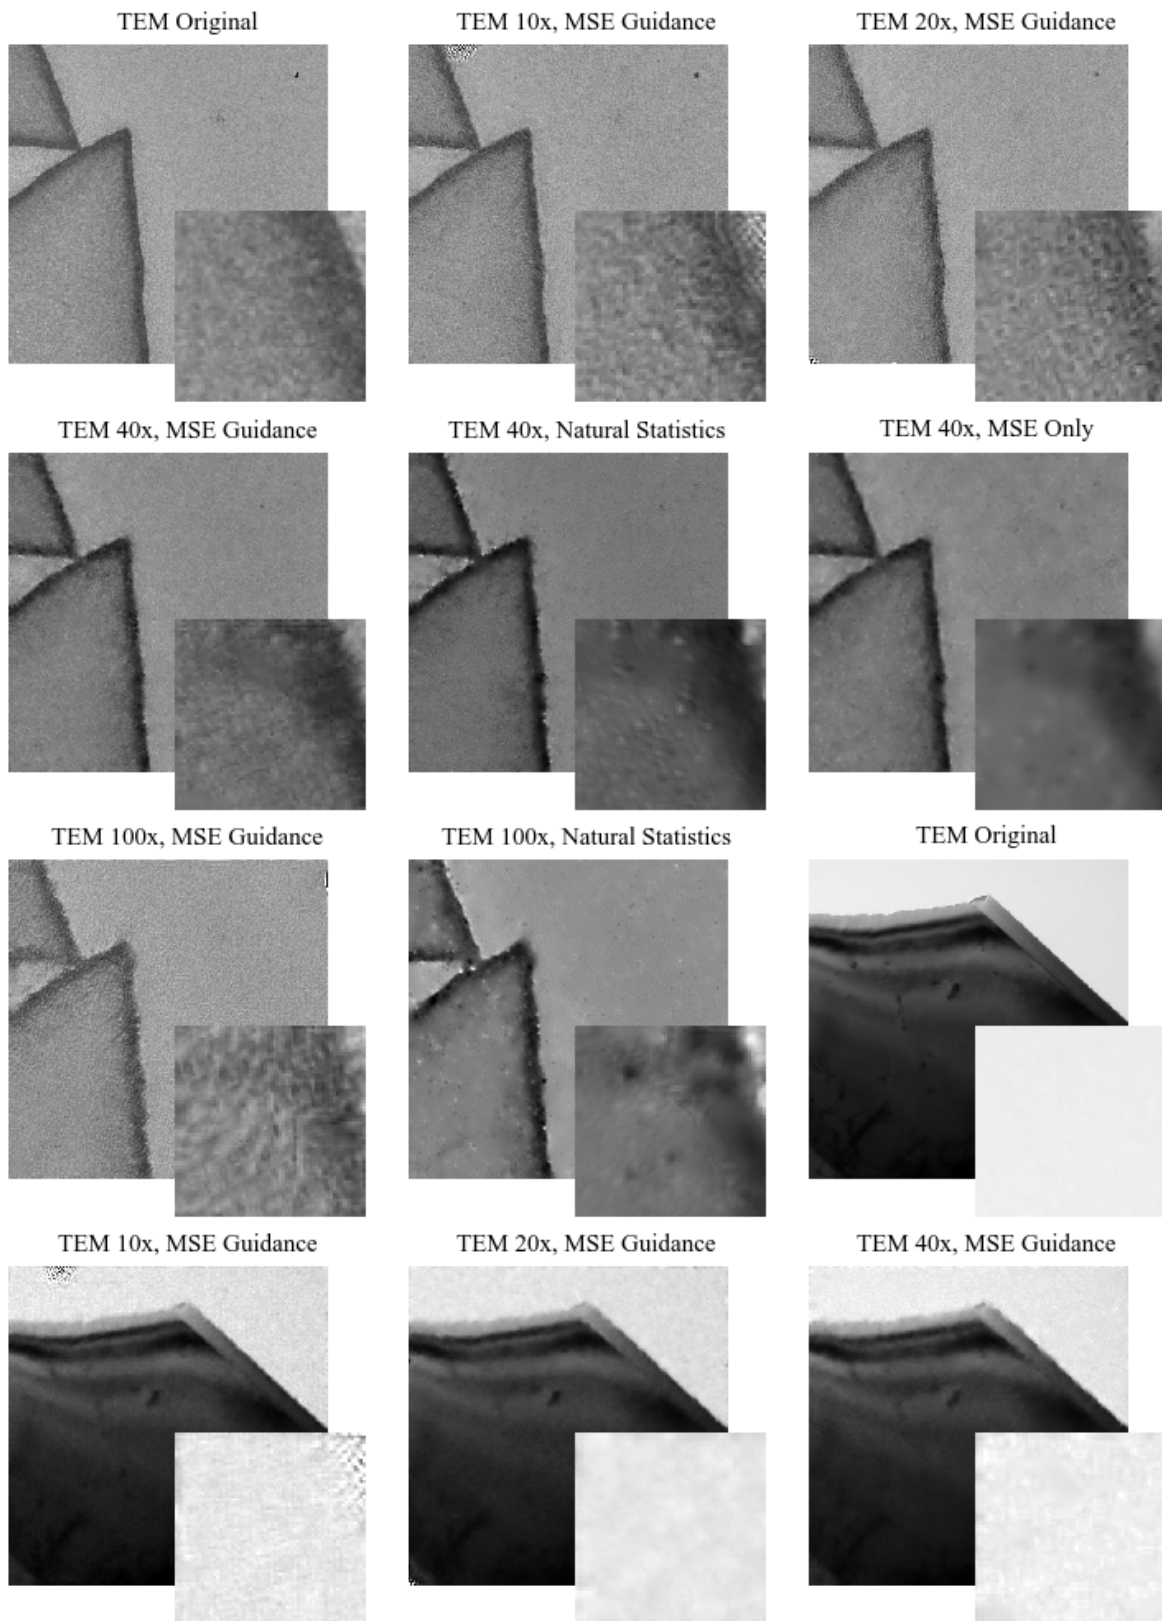 TEM Original
TEM 10x, MSE Guidance
TEM 20x, MSE Guidance
TEM 40x, MSE Guidance
TEM 40x, Natural Statistics
TEM 40x, MSE Only
TEM 100x, MSE Guidance
TEM 100x, Natural Statistics
TEM Original
TEM 10x, MSE Guidance
TEM 20x, MSE Guidance
TEM 40x, MSE Guidance